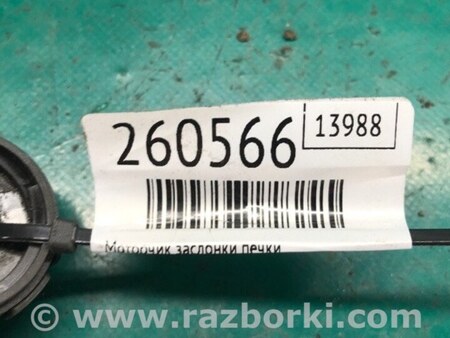 260566 13988
Моторчик заслонки печки
© www.razborki.com